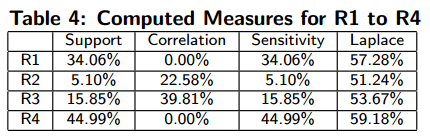 Table 4: Computed Measures for R1 to R4
Support Correlation Sensitivity Laplace
R1 34.06% 0.00% 34.06% 57.28%
R2 5.10% 22.58% 5.10% 51.24%
R3 15.85% 39.81% 15.85% 53.67%
R4 44.99% 0.00% 44.99% 59.18%